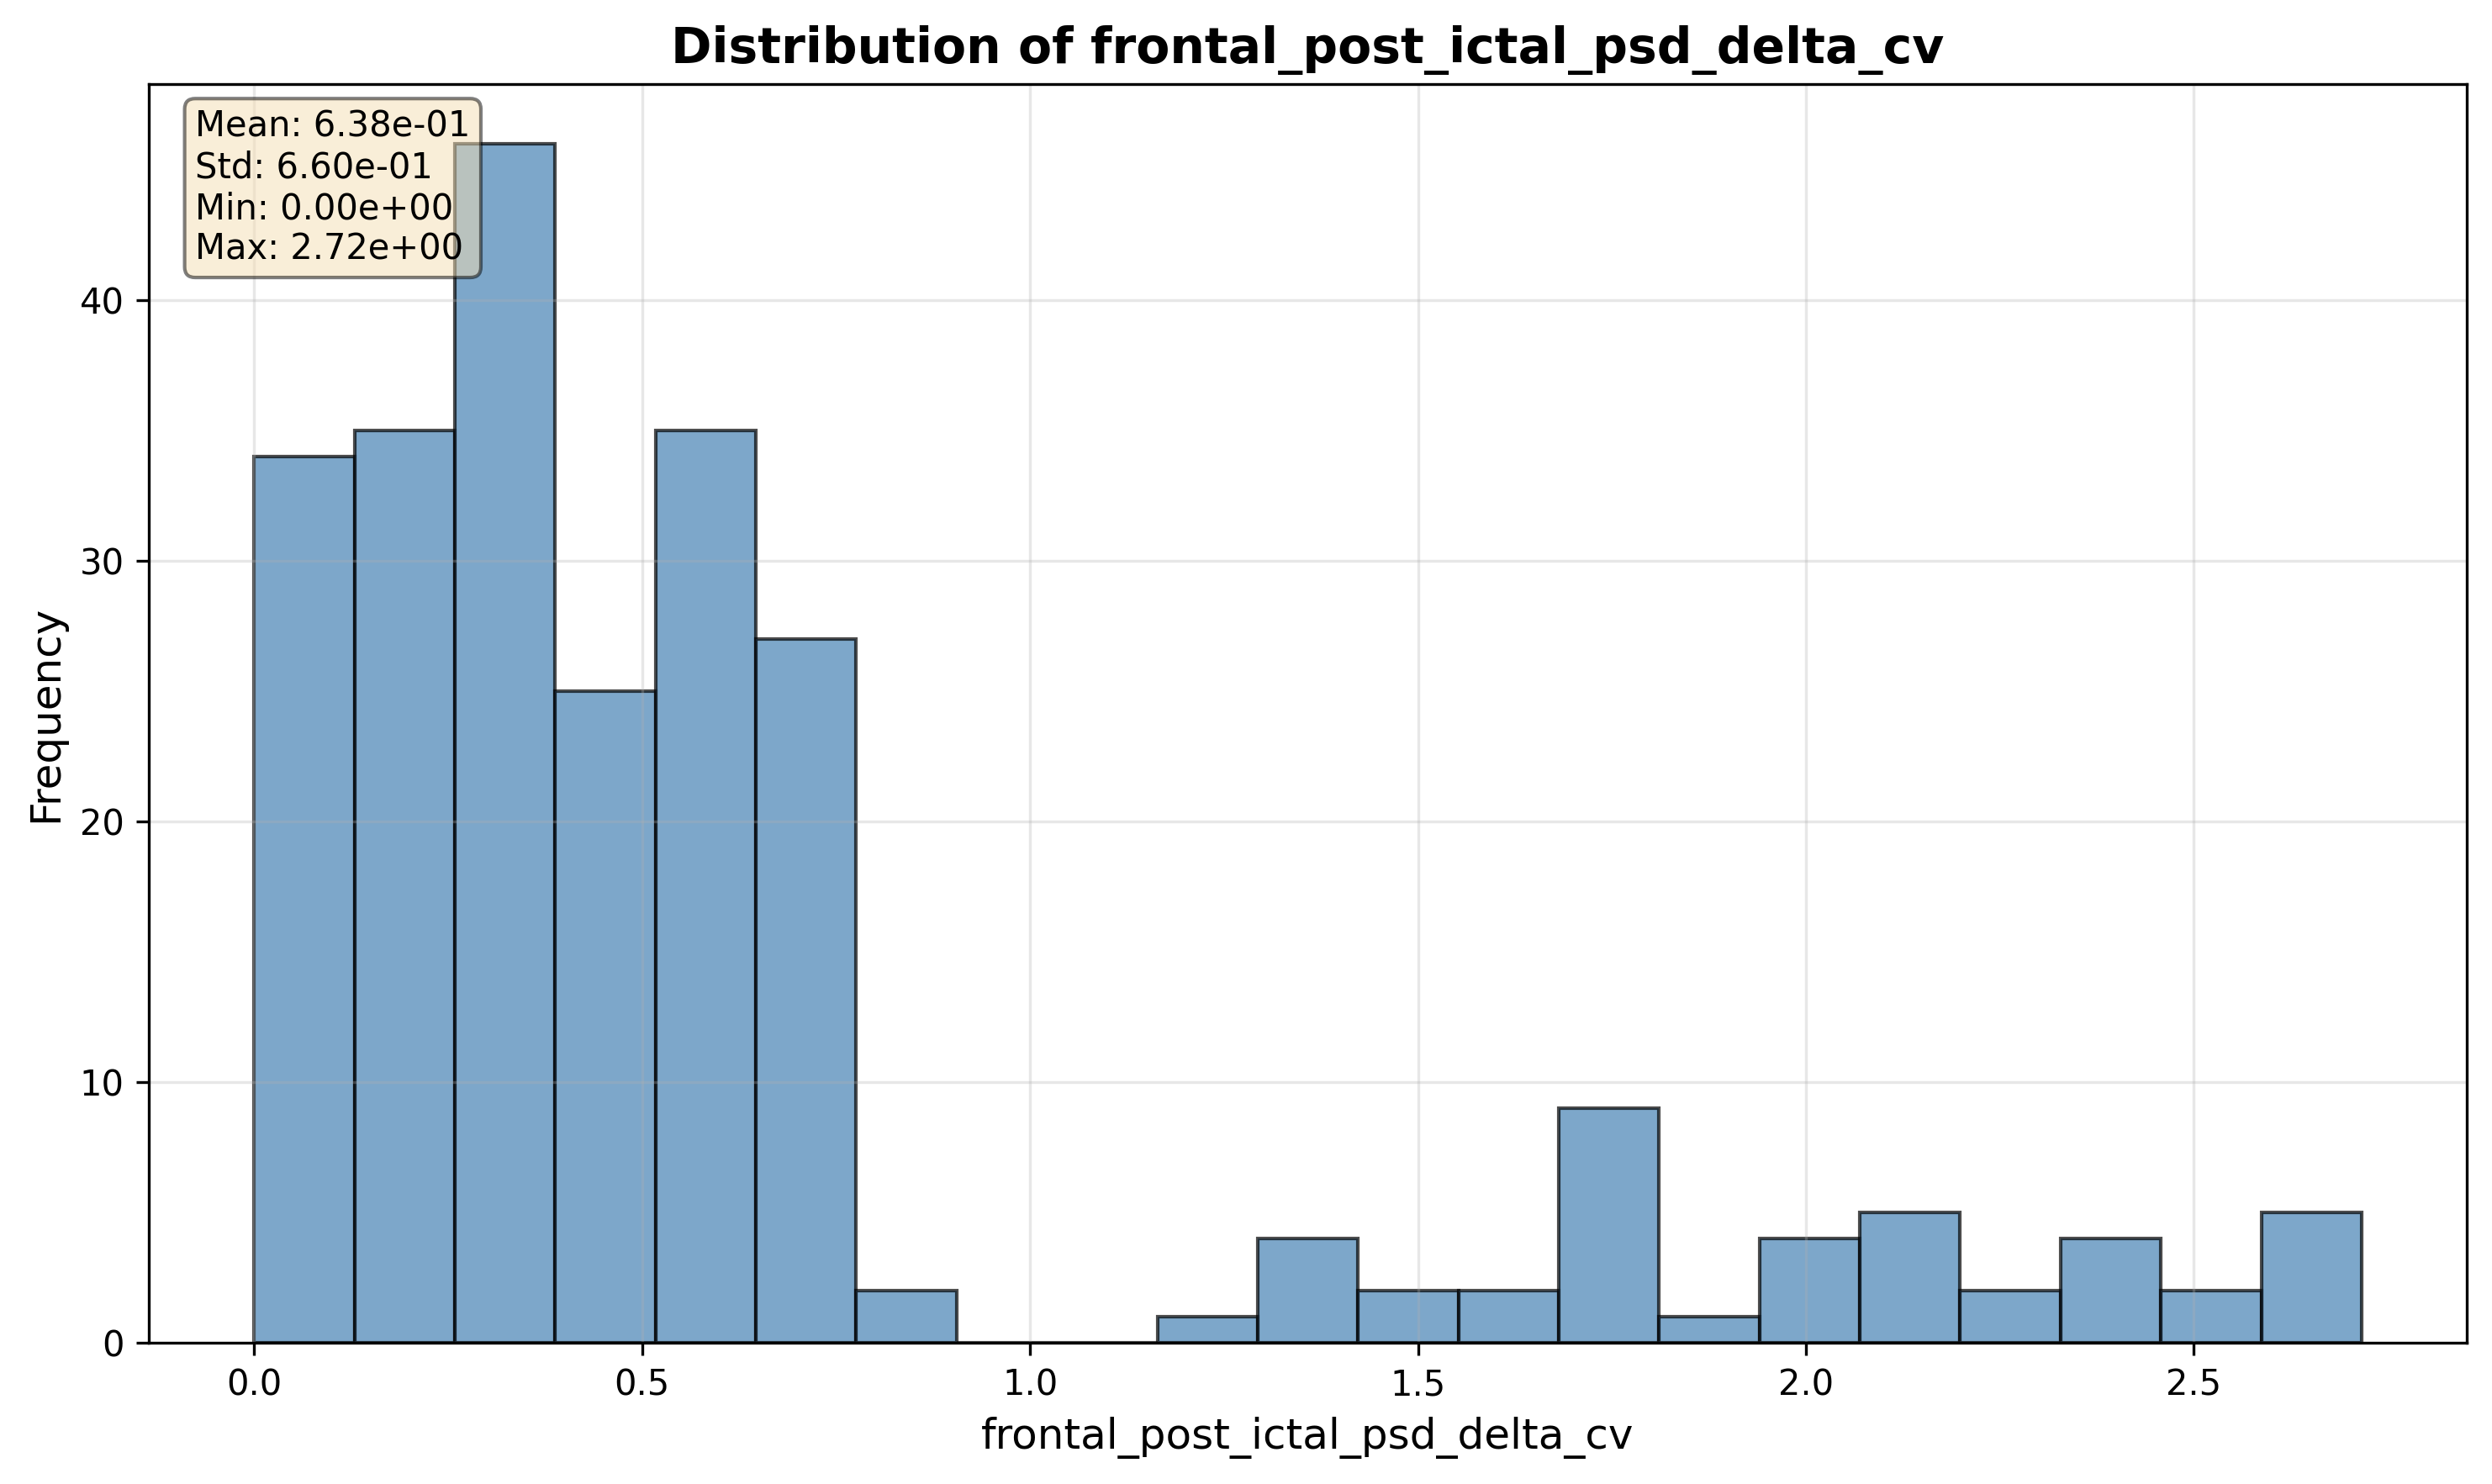 Distribution of frontal_post_ictal_psd_delta_cv
Mean: 6.38e-01
Std: 6.60e-01
Min: 0.00e+00
Max: 2.72e+00
Frequency
40
30
20
10
0
0.0 0.5 1.0 1.5 2.0 2.5
frontal_post_ictal_psd_delta_cv